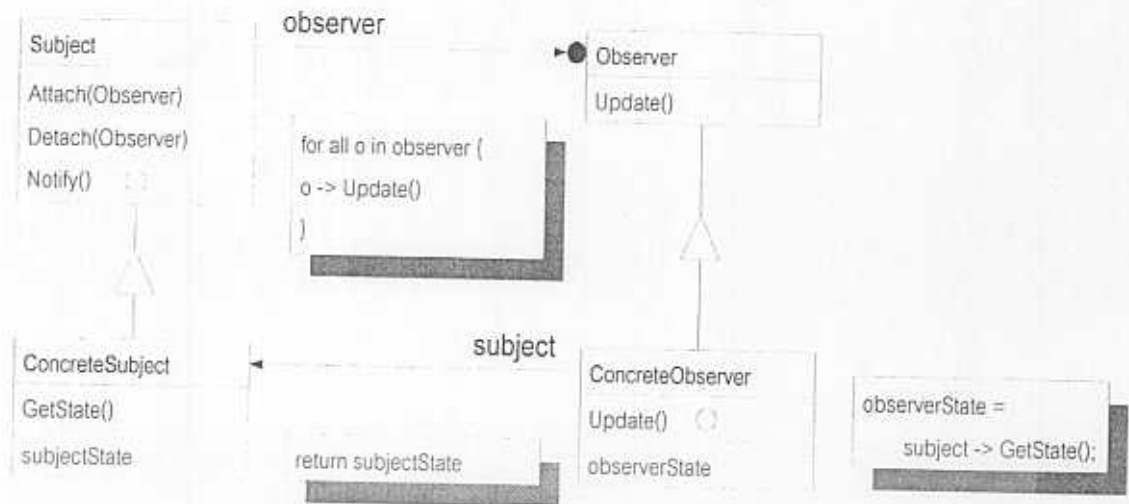 observer
Subject
Attach(Observer)
Detach(Observer)
Notify()
Observer
Update()
for all o in observer {
o -> Update()
}
subject
ConcreteSubject
GetState()
subjectState
return subjectState
ConcreteObserver
Update()
observerState
observerState =
subject -> GetState();